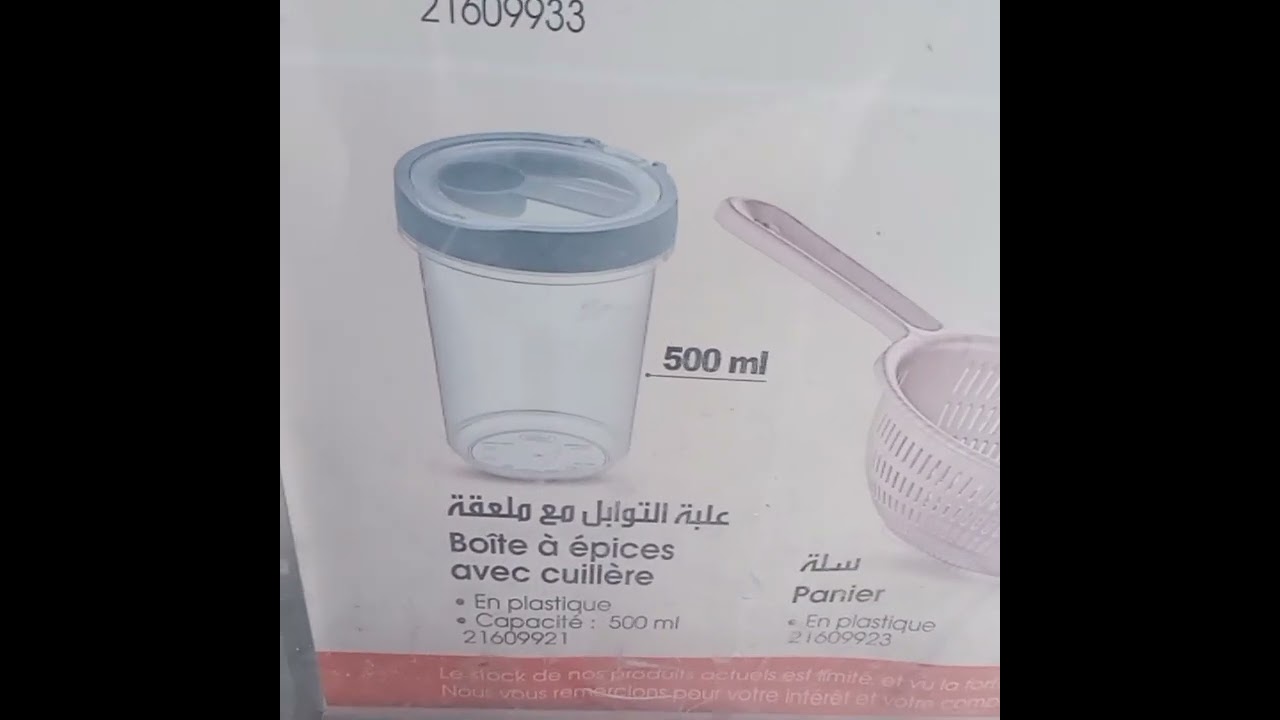 21609933
500 ml
علبة التوابل مع ملعقة
Boîte à épices
avec cuillère
• En plastique
• Capacité : 500 ml
21609921
سلة
Panier
• En plastique
21609923
Le stock de nos produits actuels est limité, et vu la
Nous vous remercions pour votre intérêt et votre